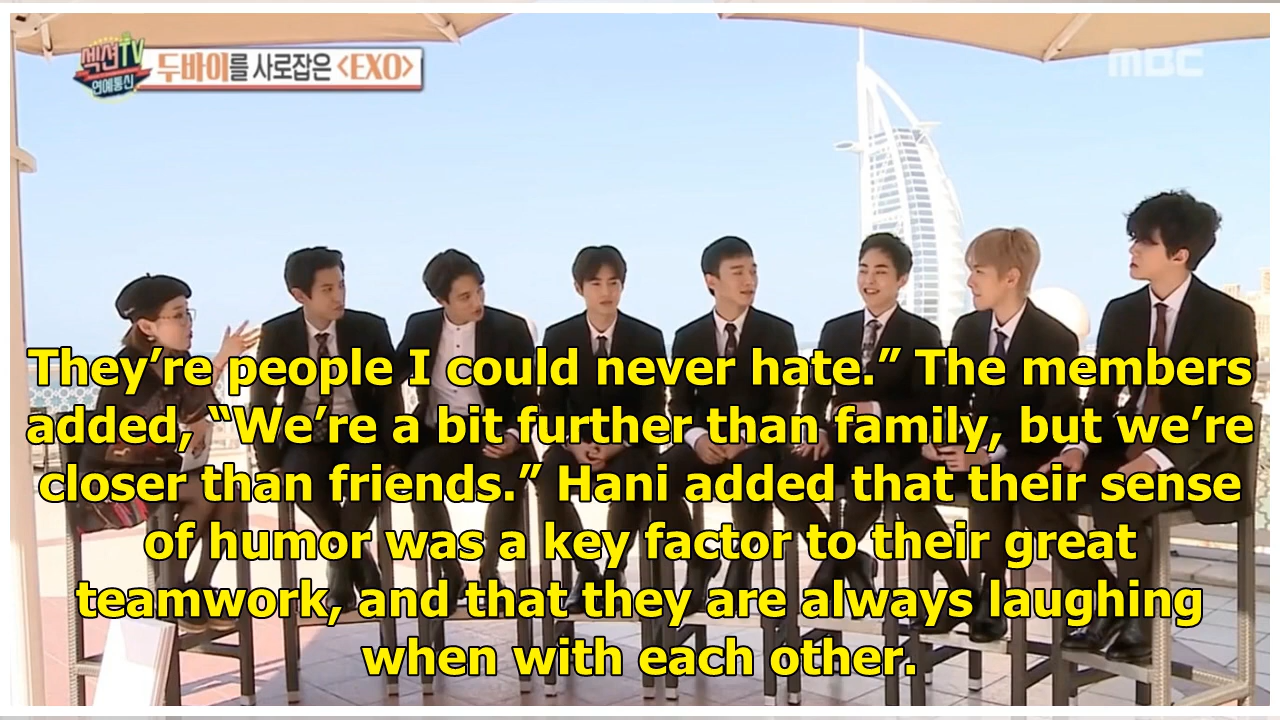 섹션TV
연예통신
두바이를 사로잡은 <EXO>
MBC
They’re people I could never hate.” The members
added, “We’re a bit further than family, but we’re
closer than friends.” Hani added that their sense
of humor was a key factor to their great
teamwork, and that they are always laughing
when with each other.